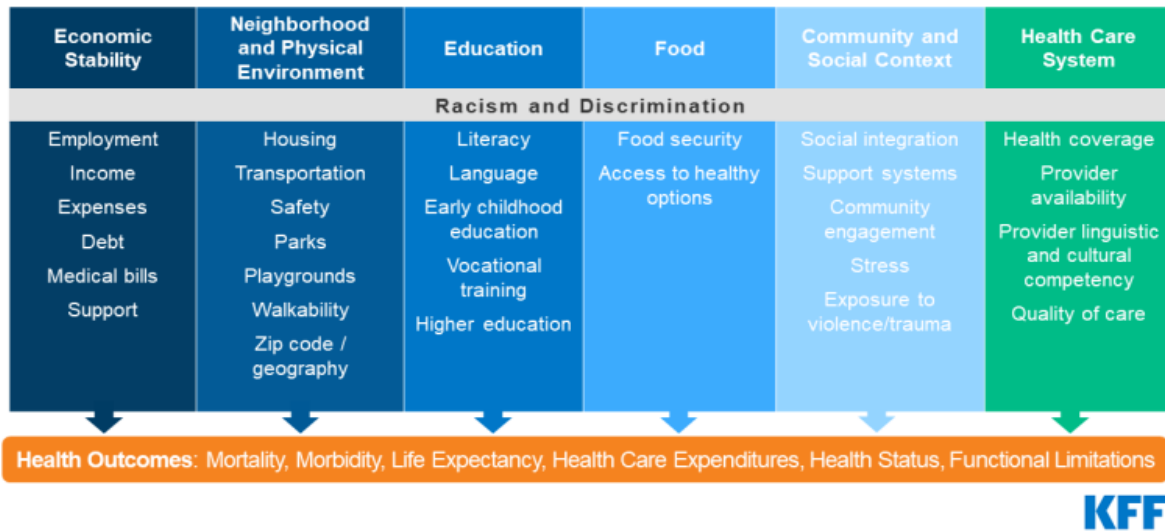 Economic
Stability
Neighborhood
and Physical
Environment
Education
Food
Community and
Social Context
Health Care
System
Racism and Discrimination
Employment
Income
Expenses
Debt
Medical bills
Support
Housing
Transportation
Safety
Parks
Playgrounds
Walkability
Zip code /
geography
Literacy
Language
Early childhood
education
Vocational
training
Higher education
Food security
Access to healthy
options
Social integration
Support systems
Community
engagement
Stress
Exposure to
violence/trauma
Health coverage
Provider
availability
Provider linguistic
and cultural
competency
Quality of care
Health Outcomes: Mortality, Morbidity, Life Expectancy, Health Care Expenditures, Health Status, Functional Limitations
KFF